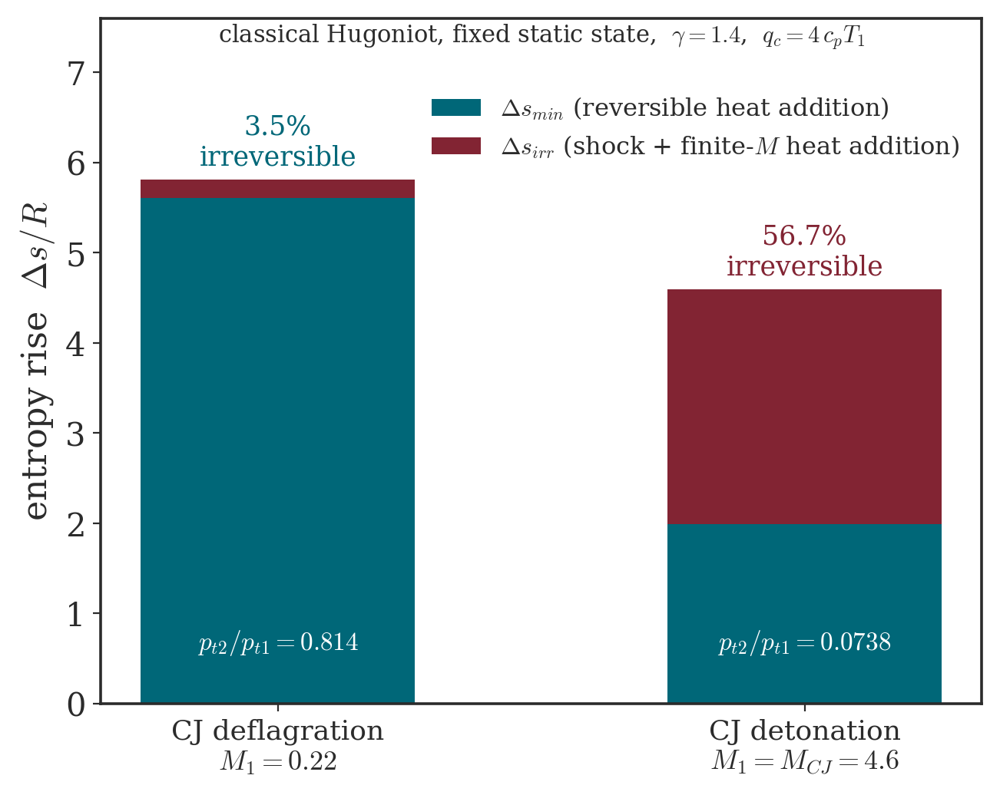 classical Hugoniot, fixed static state, γ = 1.4, q_c = 4 c_p T_1
Δs_min (reversible heat addition)
Δs_irr (shock + finite-M heat addition)
3.5%
irreversible
56.7%
irreversible
entropy rise Δs/R
7
6
5
4
3
2
1
0
p_t2/p_t1 = 0.814
p_t2/p_t1 = 0.0738
CJ deflagration
M_1 = 0.22
CJ detonation
M_1 = M_CJ = 4.6